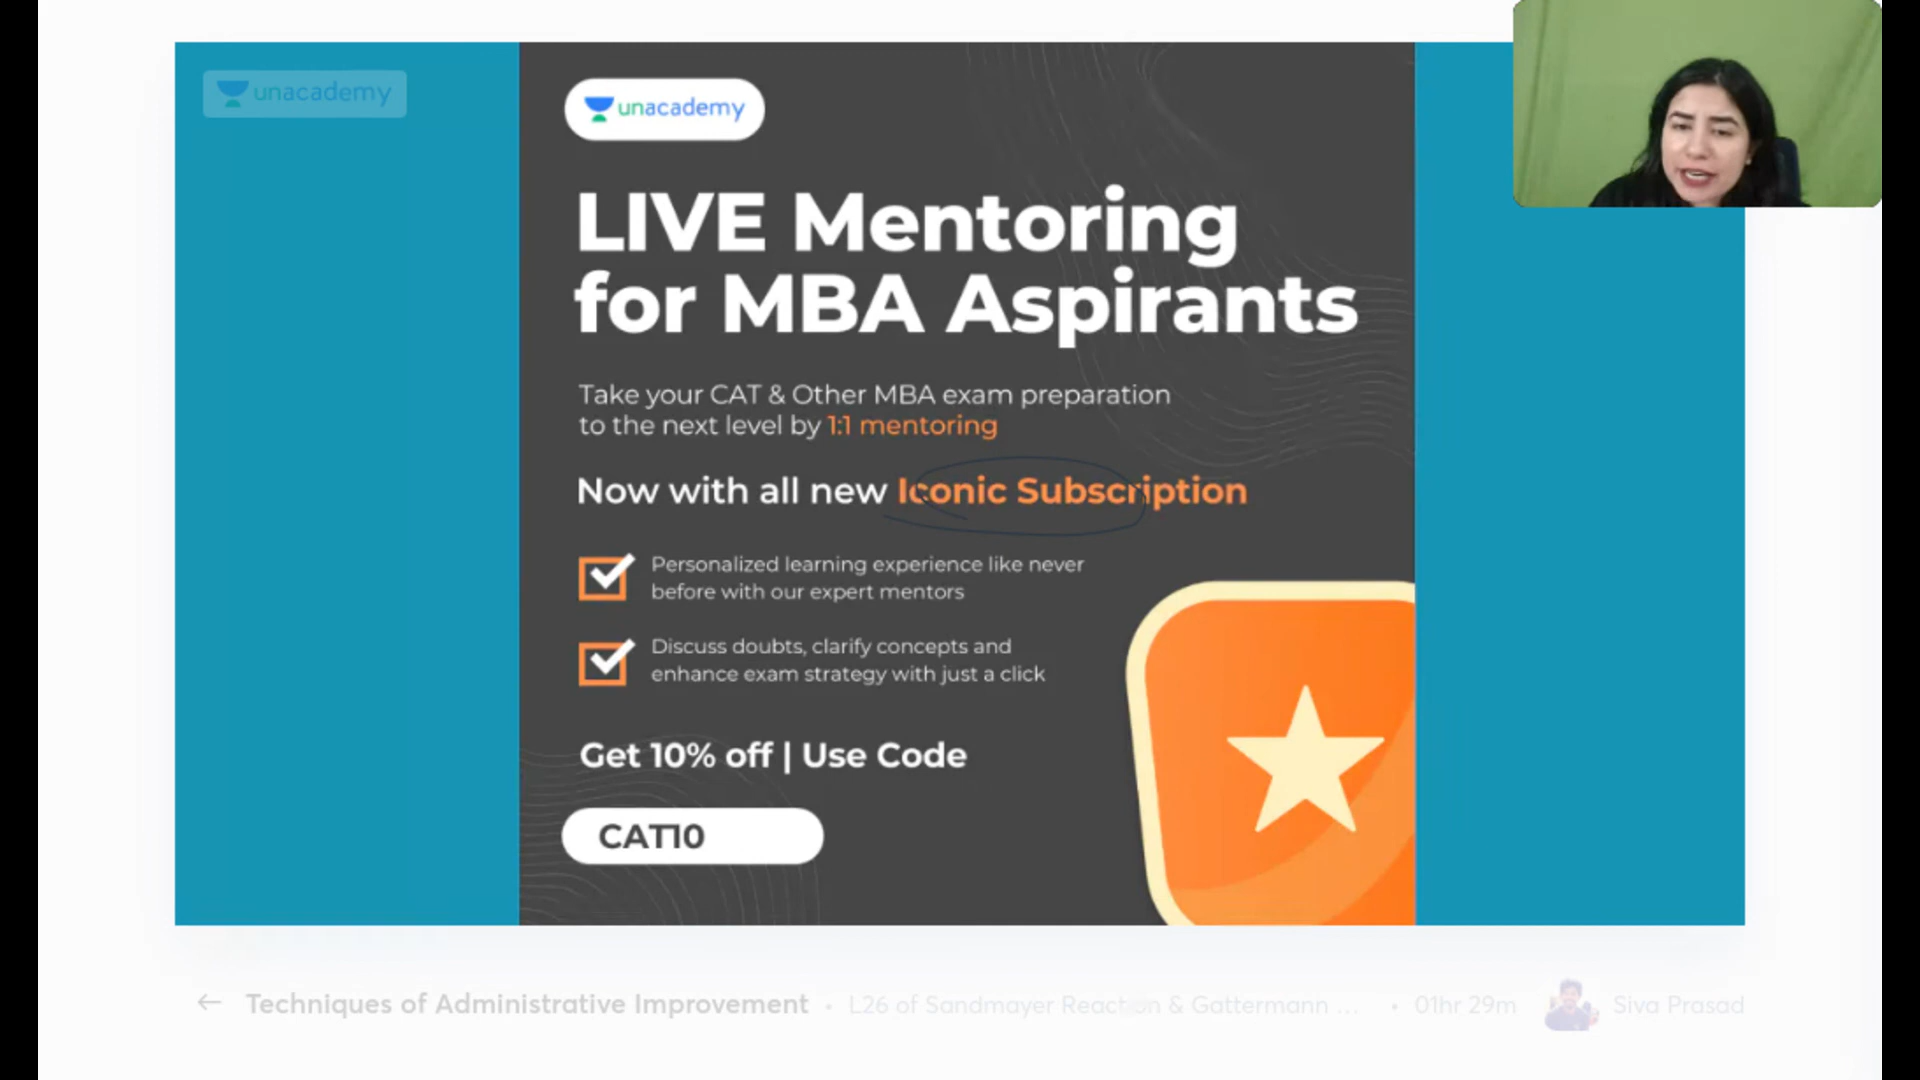 unacademy
unacademy
LIVE Mentoring
for MBA Aspirants
Take your CAT & Other MBA exam preparation
to the next level by 1:1 mentoring
Now with all new Iconic Subscription
Personalized learning experience like never
before with our expert mentors
Discuss doubts, clarify concepts and
enhance exam strategy with just a click
Get 10% off | Use Code
CAT10
Techniques of Administrative Improvement • L26 of Sandmayer Reaction & Gattermann ... • 01hr 29m Siva Prasad